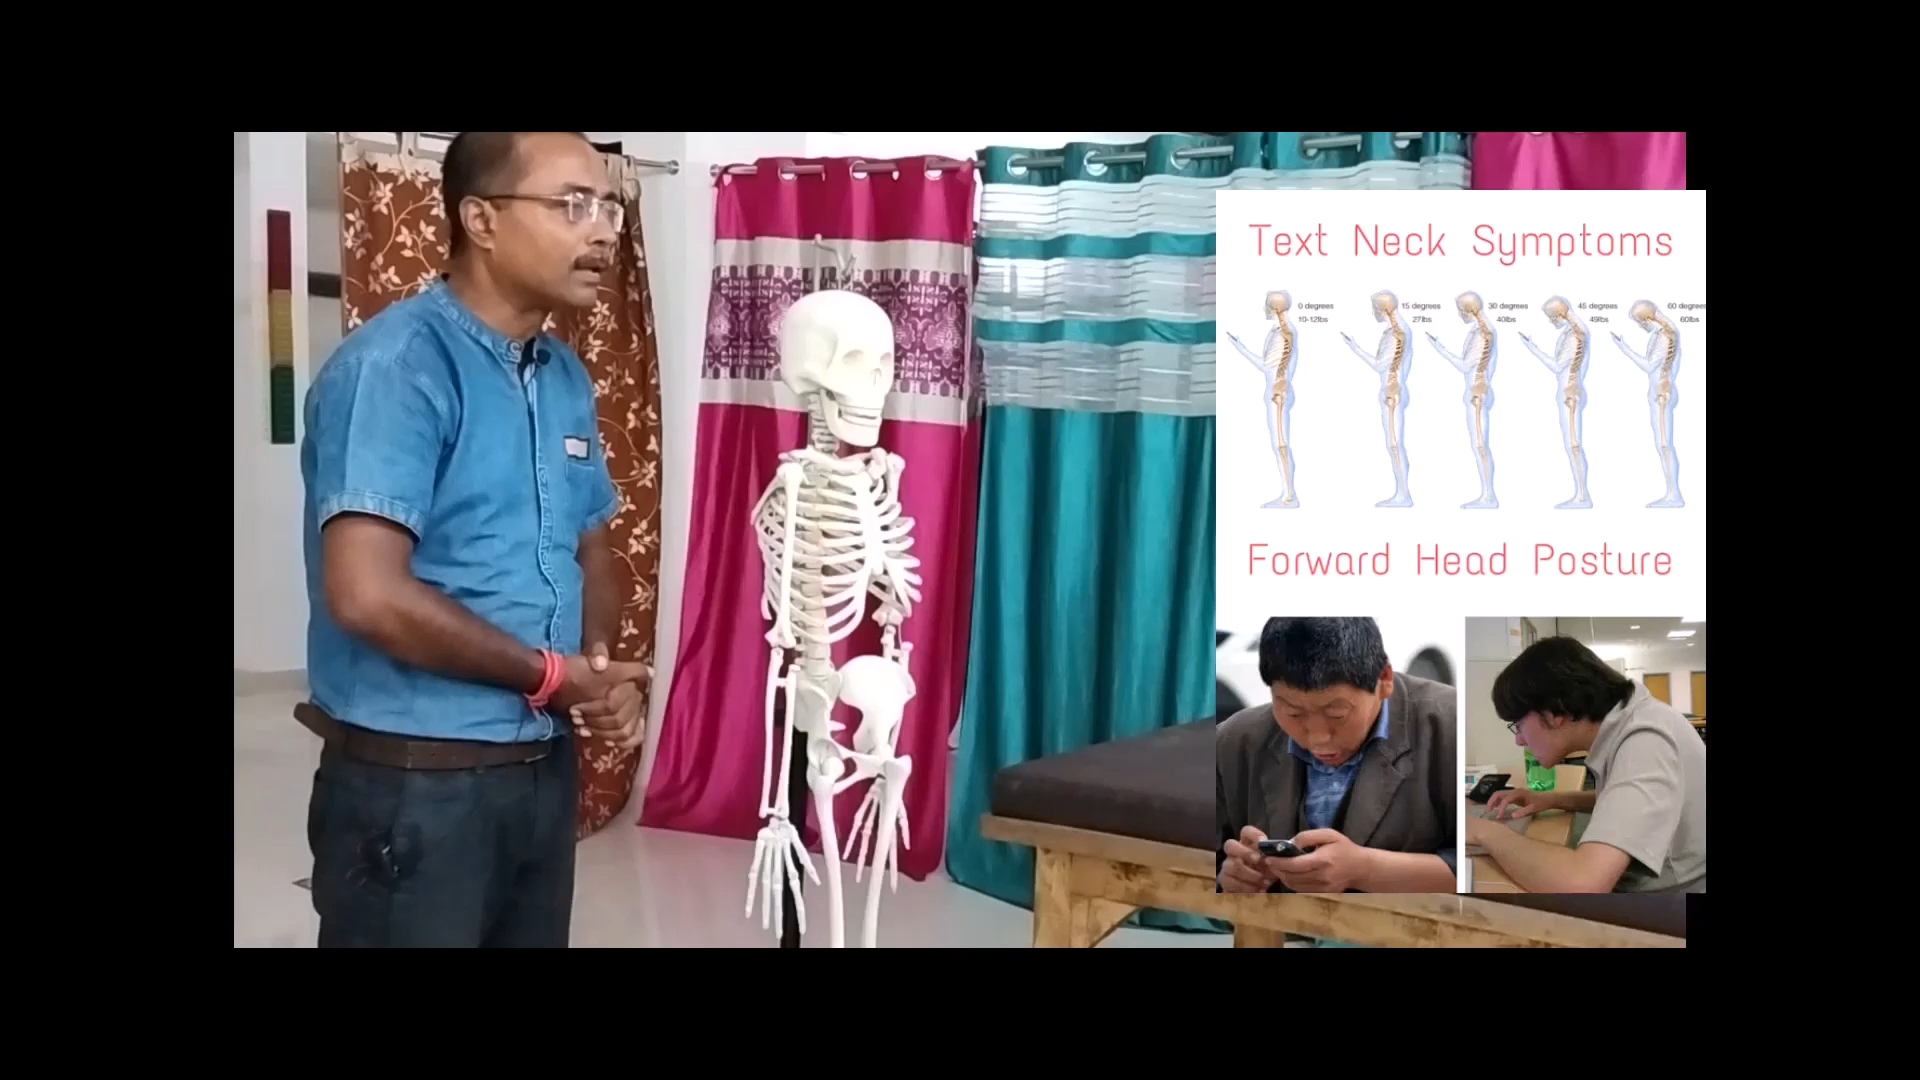 Text Neck Symptoms
0 degrees 15 degrees 30 degrees 45 degrees 60 degrees
10-12lbs 27lbs 40lbs 49lbs 60lbs
Forward Head Posture